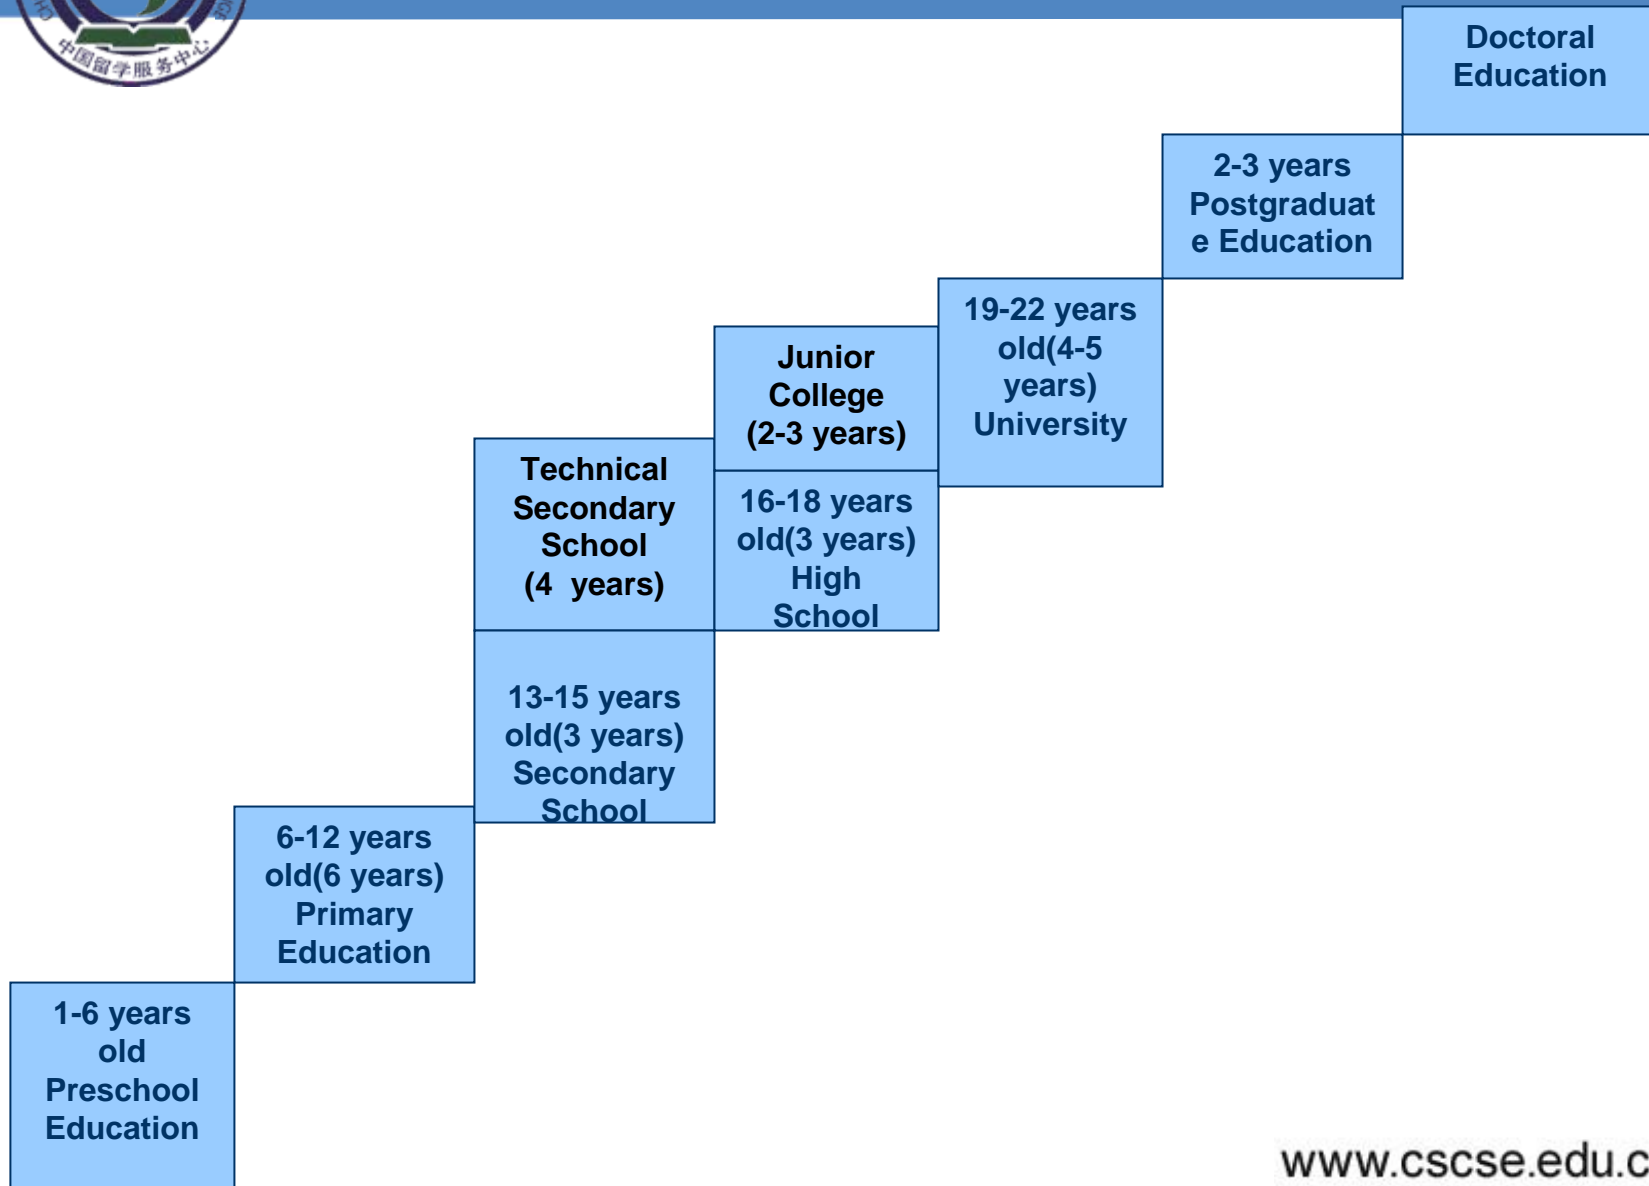 中国留学服务中心
Doctoral
Education
2-3 years
Postgraduat
e Education
19-22 years
old(4-5
years)
University
Junior
College
(2-3 years)
16-18 years
old(3 years)
High
School
Technical
Secondary
School
(4  years)
13-15 years
old(3 years)
Secondary
School
6-12 years
old(6 years)
Primary
Education
1-6 years
old
Preschool
Education
www.cscse.edu.c